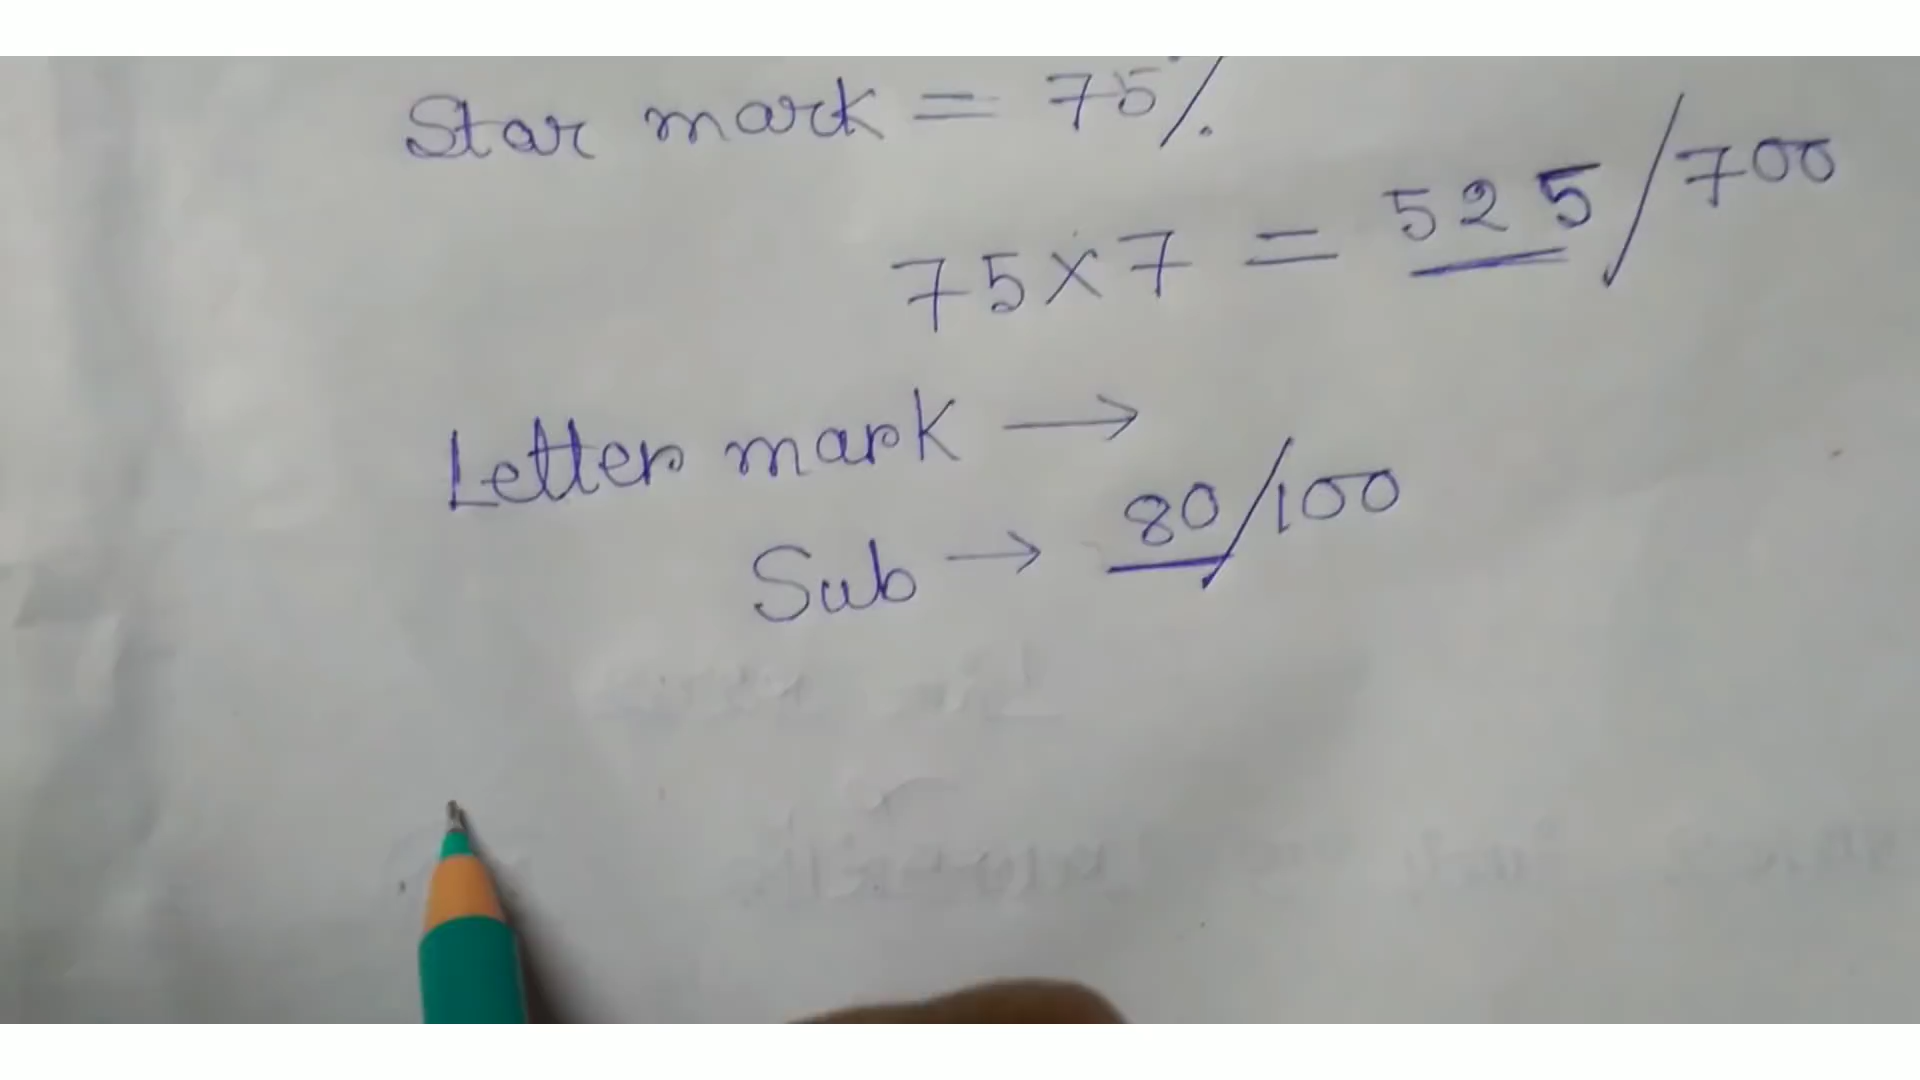 Star mark = 75%
75×7 = 525/700
Letter mark →
Sub → 80/100